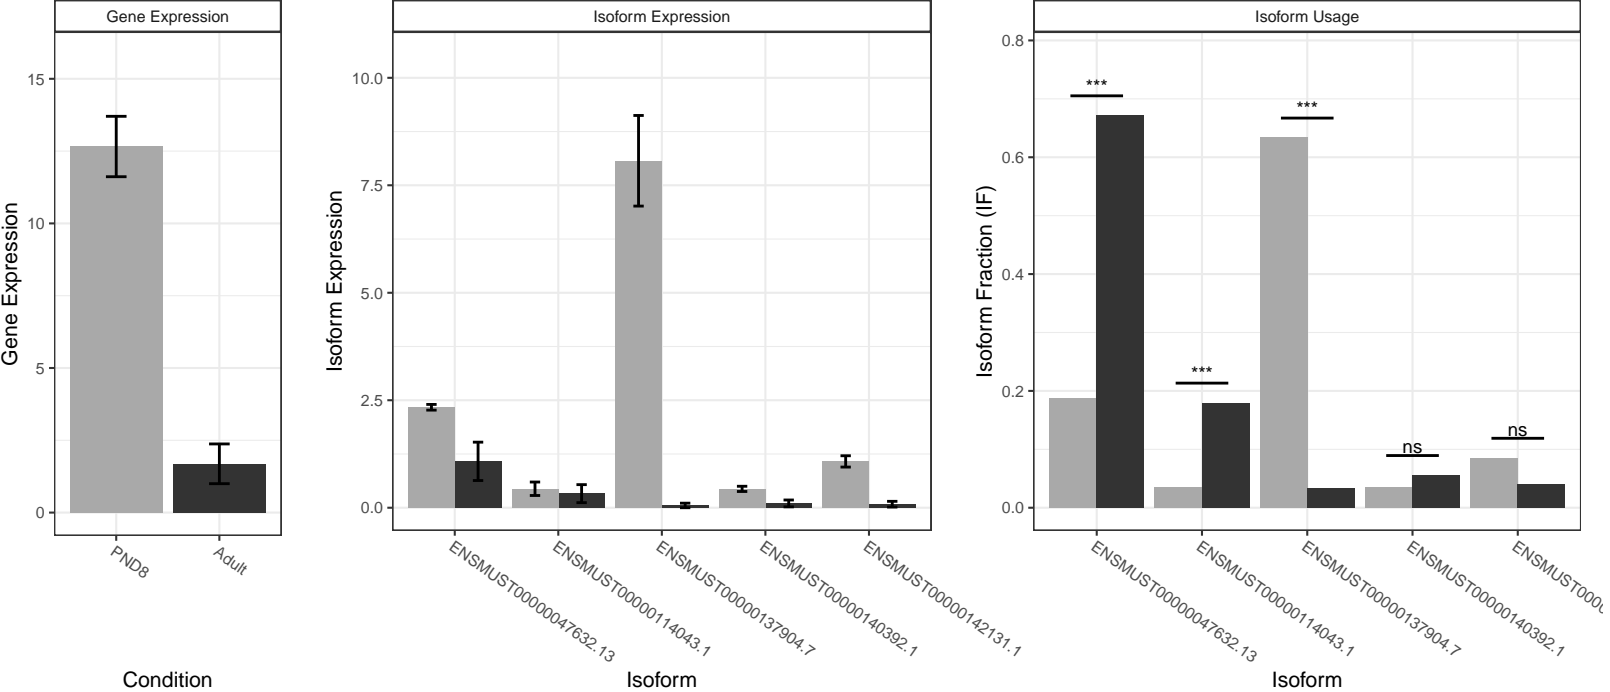 Gene Expression
Isoform Expression
Isoform Usage
Gene Expression
15
10
5
0
PND8
Adult
Condition
Isoform Expression
10.0
7.5
5.0
2.5
0.0
ENSMUST00000047632.13
ENSMUST00000114043.1
ENSMUST00000137904.7
ENSMUST00000140392.1
ENSMUST00000142131.1
Isoform
Isoform Fraction (IF)
0.8
0.6
0.4
0.2
0.0
***
***
***
ns
ns
ENSMUST00000047632.13
ENSMUST00000114043.1
ENSMUST00000137904.7
ENSMUST00000140392.1
Isoform